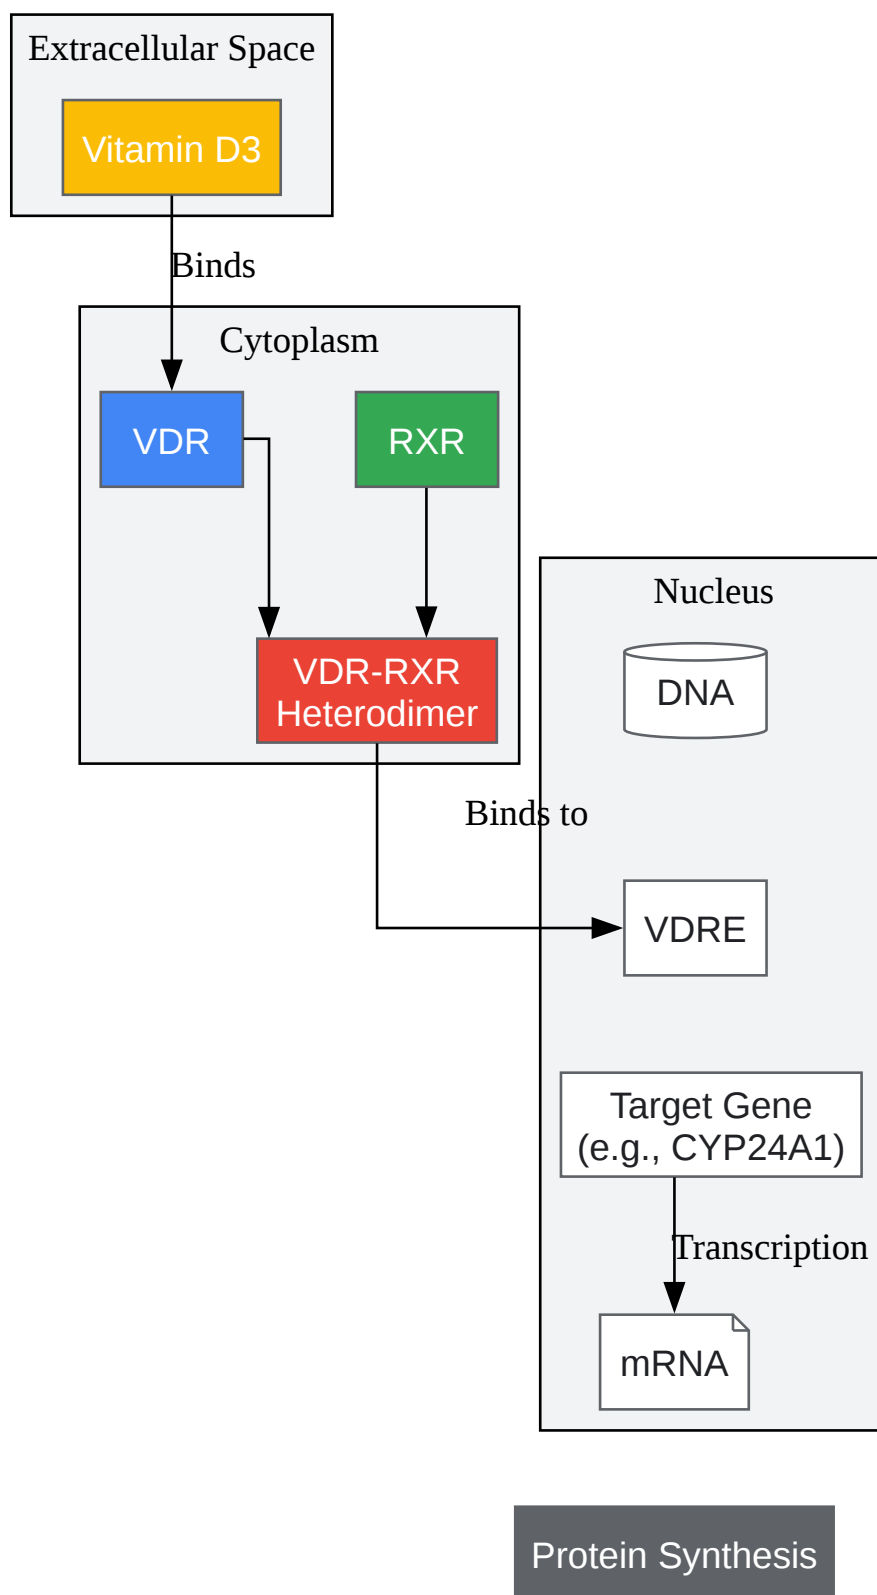 Extracellular Space
Vitamin D3
Binds
Cytoplasm
VDR
RXR
VDR-RXR
Heterodimer
Nucleus
DNA
Binds to
VDRE
Target Gene
(e.g., CYP24A1)
Transcription
mRNA
Protein Synthesis